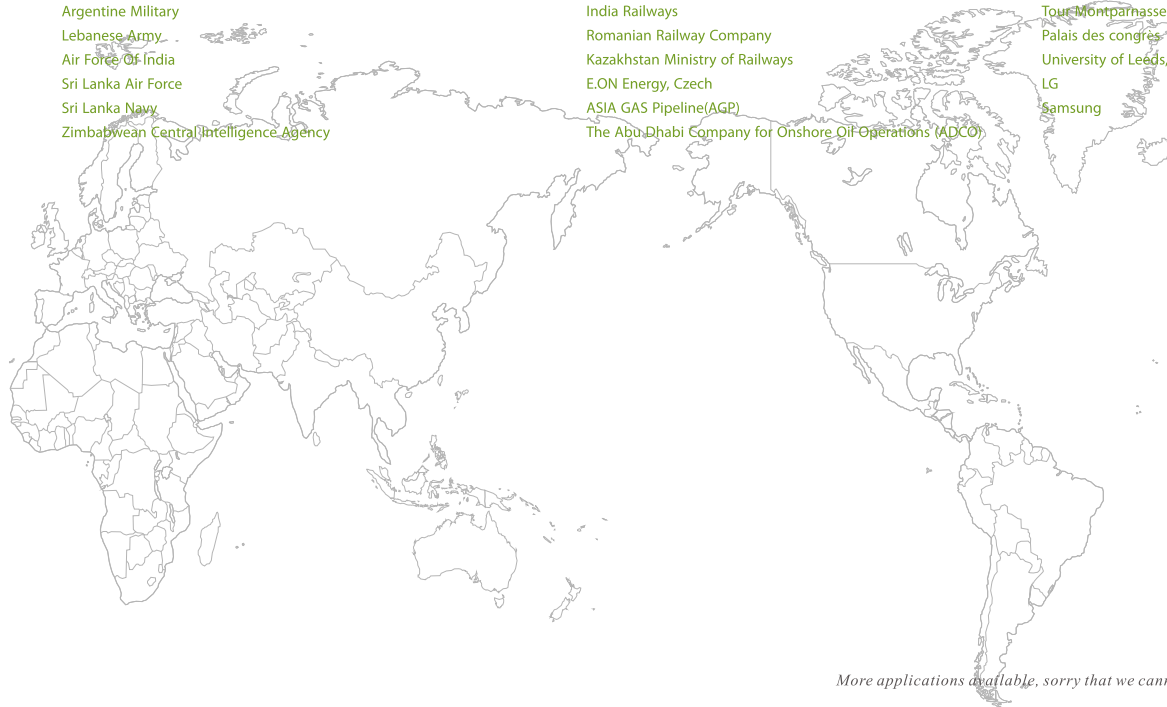 Argentine Military
Lebanese Army
Air Force Of India
Sri Lanka Air Force
Sri Lanka Navy
Zimbabwean Central Intelligence Agency
India Railways
Romanian Railway Company
Kazakhstan Ministry of Railways
E.ON Energy, Czech
ASIA GAS Pipeline(AGP)
The Abu Dhabi Company for Onshore Oil Operations (ADCO)
Tour Montparnasse
Palais des congrès
University of Leeds,
LG
Samsung
More applications available, sorry that we